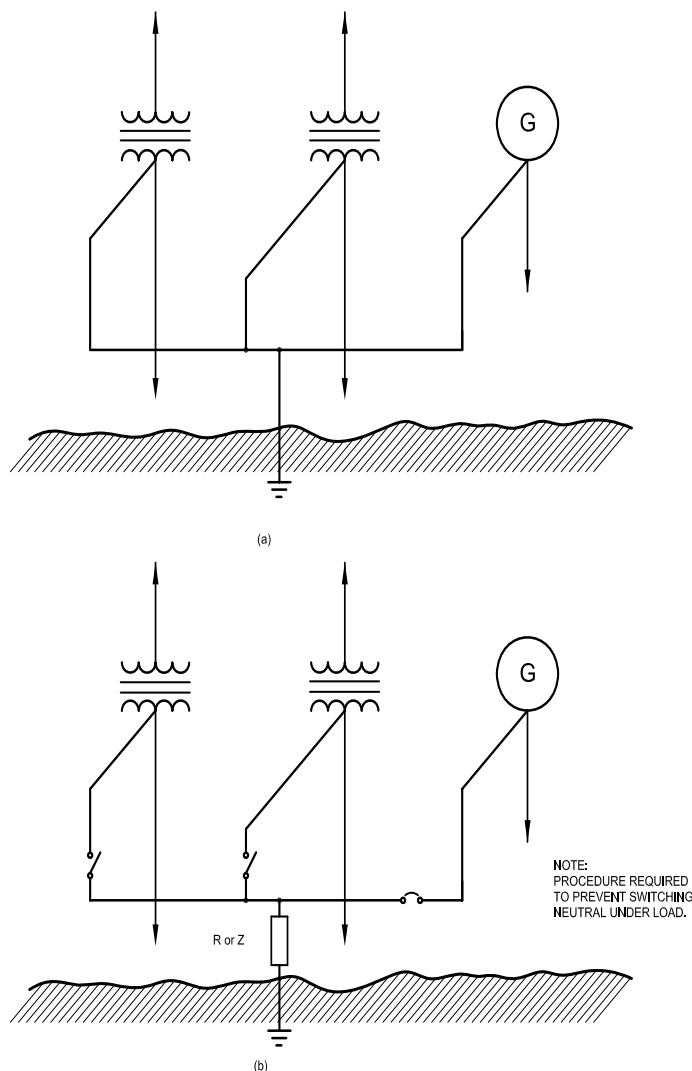 G
(a)
G
NOTE:
PROCEDURE REQUIRED
TO PREVENT SWITCHING
NEUTRAL UNDER LOAD.
R or Z
(b)